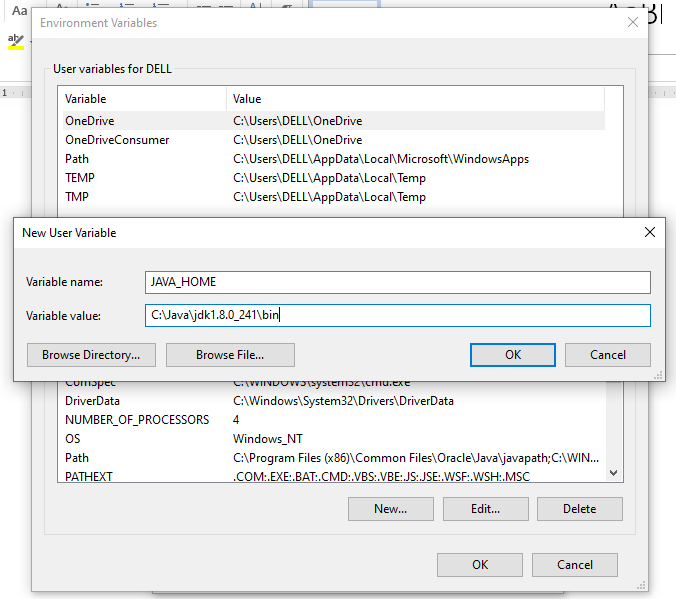 Aa
Environment Variables
User variables for DELL
Variable Value
OneDrive C:\Users\DELL\OneDrive
OneDriveConsumer C:\Users\DELL\OneDrive
Path C:\Users\DELL\AppData\Local\Microsoft\WindowsApps
TEMP C:\Users\DELL\AppData\Local\Temp
TMP C:\Users\DELL\AppData\Local\Temp
New User Variable
Variable name: JAVA_HOME
Variable value: C:\Java\jdk1.8.0_241\bin
Browse Directory... Browse File... OK Cancel
ComSpec C:\WINDOWS\system32\cmd.exe
DriverData C:\Windows\System32\Drivers\DriverData
NUMBER_OF_PROCESSORS 4
OS Windows_NT
Path C:\Program Files (x86)\Common Files\Oracle\Java\javapath;C:\WIN...
PATHEXT .COM;.EXE;.BAT;.CMD;.VBS;.VBE;.JS;.JSE;.WSF;.WSH;.MSC
New... Edit... Delete
OK Cancel
1